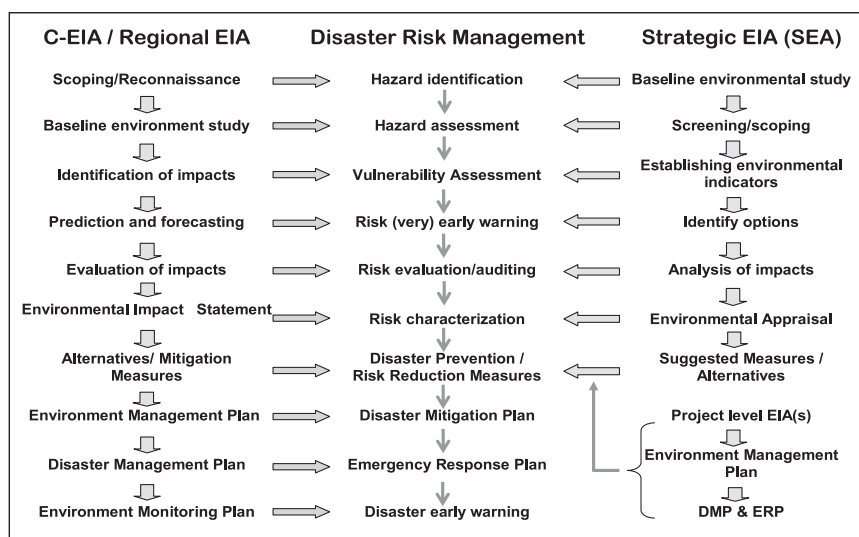 C-EIA / Regional EIA
Disaster Risk Management
Strategic EIA (SEA)
Scoping/Reconnaissance
Hazard identification
Baseline environmental study
Baseline environment study
Hazard assessment
Screening/scoping
Identification of impacts
Vulnerability Assessment
Establishing environmental
indicators
Prediction and forecasting
Risk (very) early warning
Identify options
Evaluation of impacts
Risk evaluation/auditing
Analysis of impacts
Environmental Impact Statement
Risk characterization
Environmental Appraisal
Alternatives/ Mitigation
Measures
Disaster Prevention /
Risk Reduction Measures
Suggested Measures /
Alternatives
Environment Management Plan
Disaster Mitigation Plan
Project level EIA(s)
Disaster Management Plan
Emergency Response Plan
Environment Management
Plan
Environment Monitoring Plan
Disaster early warning
DMP & ERP